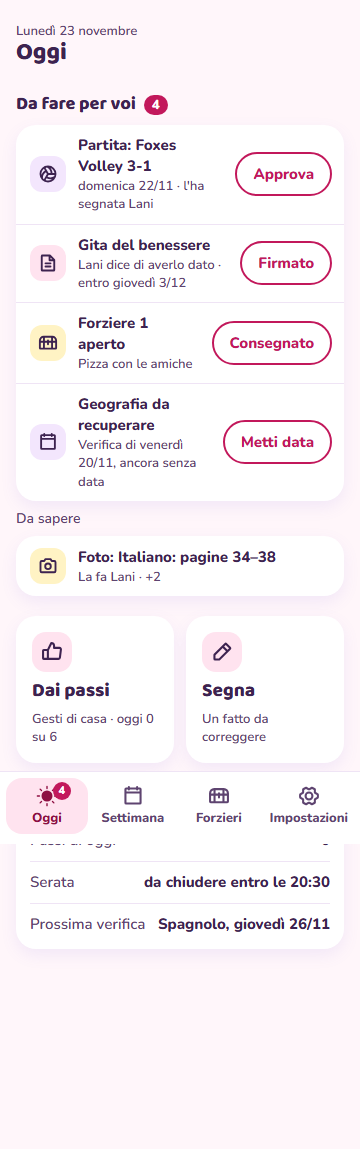 Lunedì 23 novembre
Oggi
Da fare per voi 4
Partita: Foxes
Volley 3-1
domenica 22/11 · l'ha
segnata Lani
Approva
Gita del benessere
Lani dice di averlo dato ·
entro giovedì 3/12
Firmato
Forziere 1
aperto
Pizza con le amiche
Consegnato
Geografia da
recuperare
Verifica di venerdì
20/11, ancora senza
data
Metti data
Da sapere
Foto: Italiano: pagine 34–38
La fa Lani · +2
Dai passi
Gesti di casa · oggi 0
su 6
Segna
Un fatto da
correggere
4
Oggi
Settimana
Forzieri
Impostazioni
Serata da chiudere entro le 20:30
Prossima verifica Spagnolo, giovedì 26/11